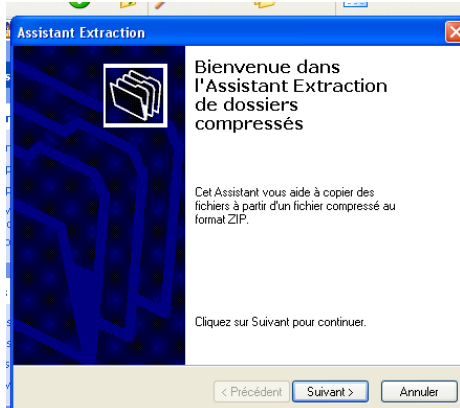 Assistant Extraction
Bienvenue dans
l'Assistant Extraction
de dossiers
compressés
Cet Assistant vous aide à copier des
fichiers à partir d'un fichier compressé au
format ZIP.
Cliquez sur Suivant pour continuer.
< Précédent Suivant > Annuler